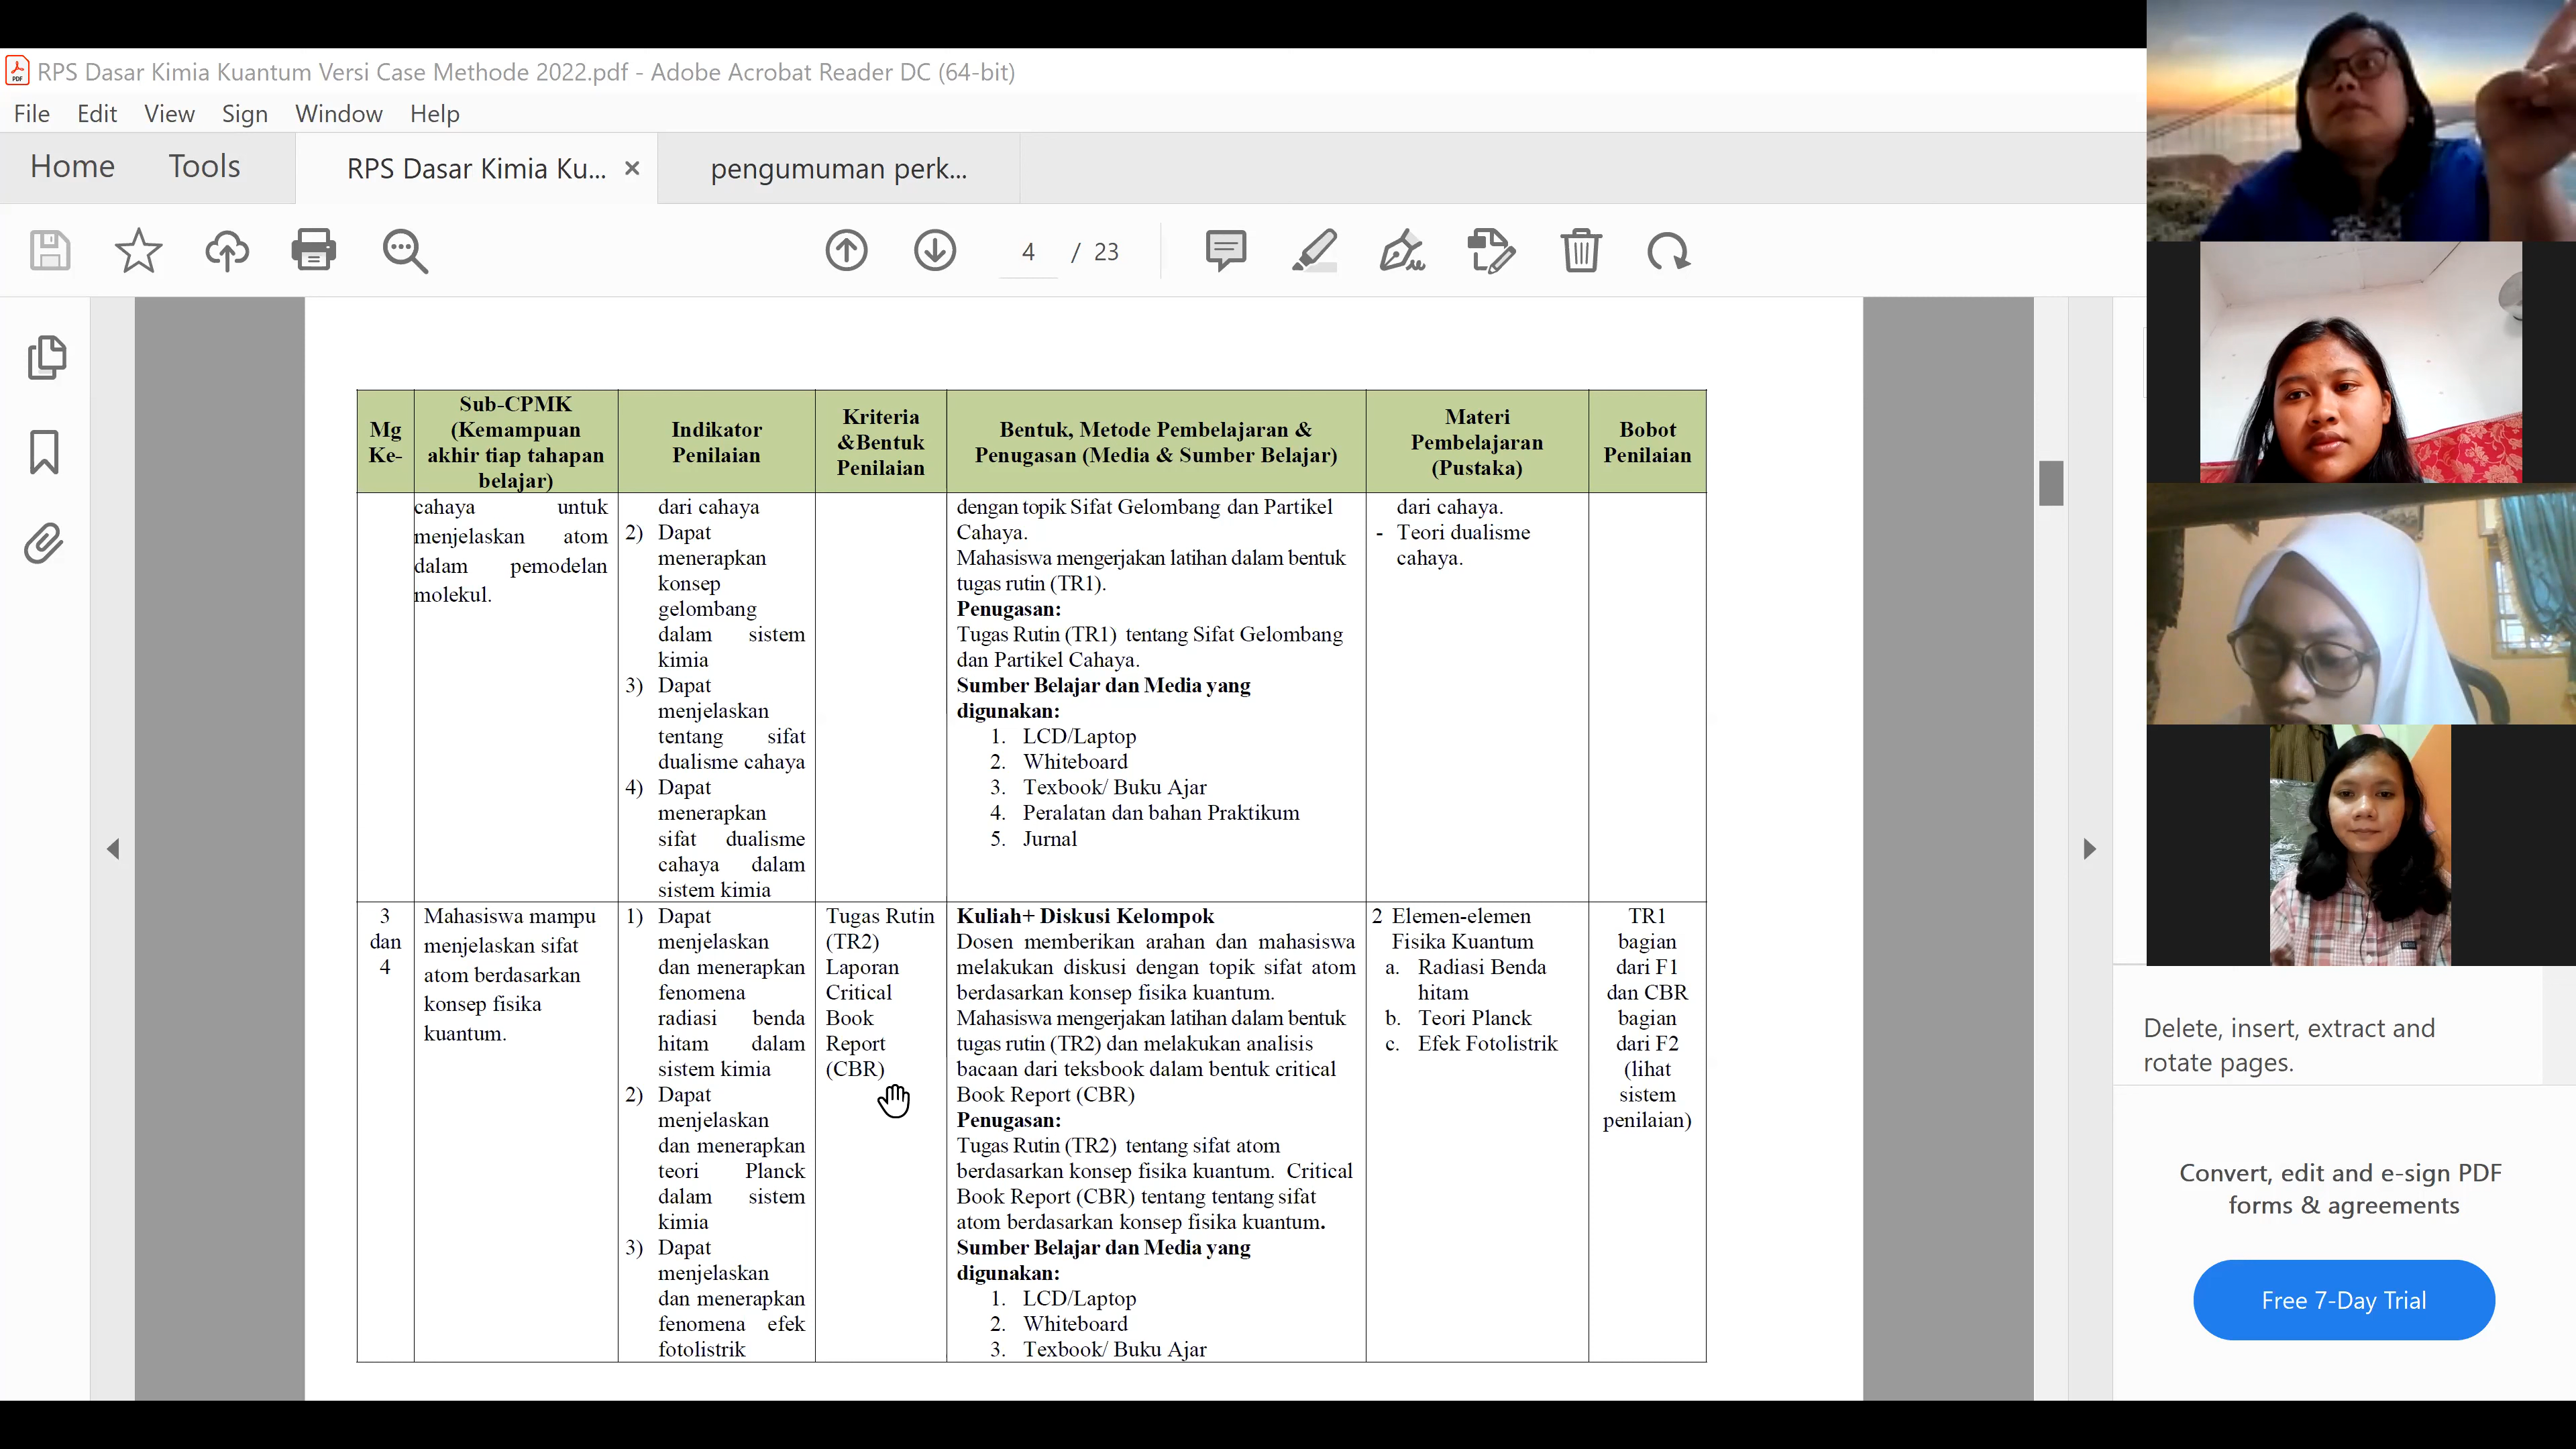 RPS Dasar Kimia Kuantum Versi Case Methode 2022.pdf - Adobe Acrobat Reader DC (64-bit)
File Edit View Sign Window Help
Home Tools RPS Dasar Kimia Ku... × pengumuman perk...
4 / 23
Mg
Ke-
Sub-CPMK
(Kemampuan
akhir tiap tahapan
belajar)
Indikator
Penilaian
Kriteria
&Bentuk
Penilaian
Bentuk, Metode Pembelajaran &
Penugasan (Media & Sumber Belajar)
Materi
Pembelajaran
(Pustaka)
Bobot
Penilaian
cahaya untuk
menjelaskan atom
dalam pemodelan
molekul.
dari cahaya
2) Dapat
menerapkan
konsep
gelombang
dalam sistem
kimia
3) Dapat
menjelaskan
tentang sifat
dualisme cahaya
4) Dapat
menerapkan
sifat dualisme
cahaya dalam
sistem kimia
dengan topik Sifat Gelombang dan Partikel
Cahaya.
Mahasiswa mengerjakan latihan dalam bentuk
tugas rutin (TR1).
Penugasan:
Tugas Rutin (TR1) tentang Sifat Gelombang
dan Partikel Cahaya.
Sumber Belajar dan Media yang
digunakan:
1. LCD/Laptop
2. Whiteboard
3. Texbook/ Buku Ajar
4. Peralatan dan bahan Praktikum
5. Jurnal
dari cahaya.
- Teori dualisme
cahaya.
3
dan
4
Mahasiswa mampu
menjelaskan sifat
atom berdasarkan
konsep fisika
kuantum.
1) Dapat
menjelaskan
dan menerapkan
fenomena
radiasi benda
hitam dalam
sistem kimia
2) Dapat
menjelaskan
dan menerapkan
teori Planck
dalam sistem
kimia
3) Dapat
menjelaskan
dan menerapkan
fenomena efek
fotolistrik
Tugas Rutin
(TR2)
Laporan
Critical
Book
Report
(CBR)
Kuliah+ Diskusi Kelompok
Dosen memberikan arahan dan mahasiswa
melakukan diskusi dengan topik sifat atom
berdasarkan konsep fisika kuantum.
Mahasiswa mengerjakan latihan dalam bentuk
tugas rutin (TR2) dan melakukan analisis
bacaan dari teksbook dalam bentuk critical
Book Report (CBR)
Penugasan:
Tugas Rutin (TR2) tentang sifat atom
berdasarkan konsep fisika kuantum. Critical
Book Report (CBR) tentang tentang sifat
atom berdasarkan konsep fisika kuantum.
Sumber Belajar dan Media yang
digunakan:
1. LCD/Laptop
2. Whiteboard
3. Texbook/ Buku Ajar
2 Elemen-elemen
Fisika Kuantum
a. Radiasi Benda
hitam
b. Teori Planck
c. Efek Fotolistrik
TR1
bagian
dari F1
dan CBR
bagian
dari F2
(lihat
sistem
penilaian)
Delete, insert, extract and
rotate pages.
Convert, edit and e-sign PDF
forms & agreements
Free 7-Day Trial